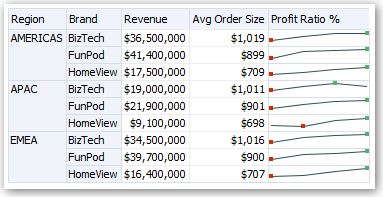 Region Brand Revenue Avg Order Size Profit Ratio %
AMERICAS BizTech $36,500,000 $1,019
FunPod $41,400,000 $899
HomeView $17,500,000 $709
APAC BizTech $19,000,000 $1,011
FunPod $21,900,000 $901
HomeView $9,100,000 $698
EMEA BizTech $34,500,000 $1,016
FunPod $39,700,000 $900
HomeView $16,400,000 $707